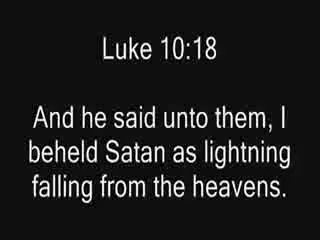 Luke 10:18
And he said unto them, I
beheld Satan as lightning
falling from the heavens.